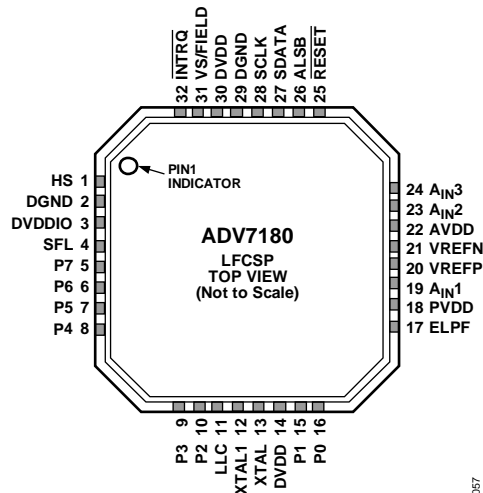 32 INTRQ
31 VS/FIELD
30 DVDD
29 DGND
28 SCLK
27 SDATA
26 ALSB
25 RESET
PIN1
INDICATOR
HS 1
DGND 2
DVDDIO 3
SFL 4
P7 5
P6 6
P5 7
P4 8
ADV7180
LFCSP
TOP VIEW
(Not to Scale)
24 AIN3
23 AIN2
22 AVDD
21 VREFN
20 VREFP
19 AIN1
18 PVDD
17 ELPF
P3 9
P2 10
LLC 11
XTAL1 12
XTAL 13
DVDD 14
P1 15
P0 16
057